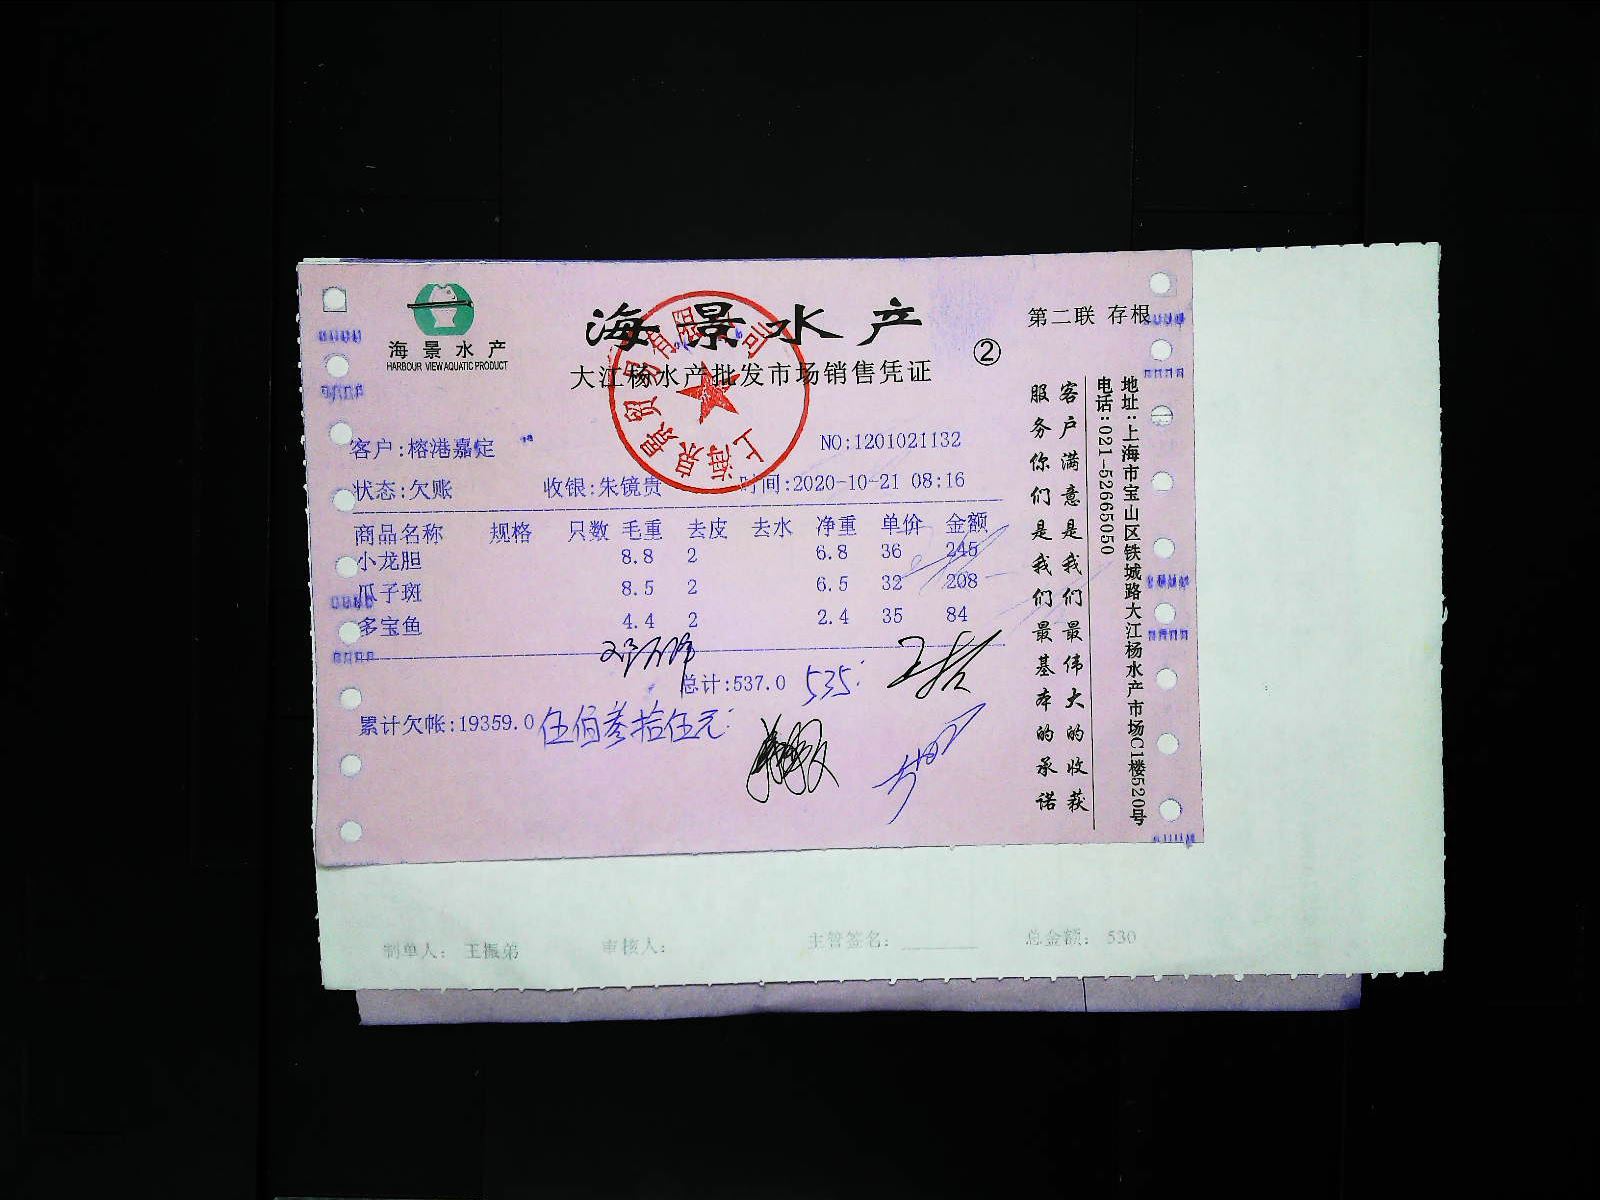 海景水产
HARBOUR VIEW AQUATIC PRODUCT
海景水产
大江杨水产批发市场销售凭证
②
第二联 存根
客户:榕港嘉定
NO:1201021132
状态:欠账 收银:朱镜贵 时间:2020-10-21 08:16
商品名称 规格 只数 毛重 去皮 去水 净重 单价 金额
小龙胆 8.8 2 6.8 36 245
瓜子斑 8.5 2 6.5 32 208
多宝鱼 4.4 2 2.4 35 84
总计:537.0 535
累计欠帐:19359.0 伍佰叁拾伍元
客户满意是我们最伟大的收获
服务你们是我们最基本的承诺
地址:上海市宝山区铁城路大江杨水产市场C1楼520号
电话:021-52665050
制单人: 王振弟 审核人: 主管签名: 总金额: 530